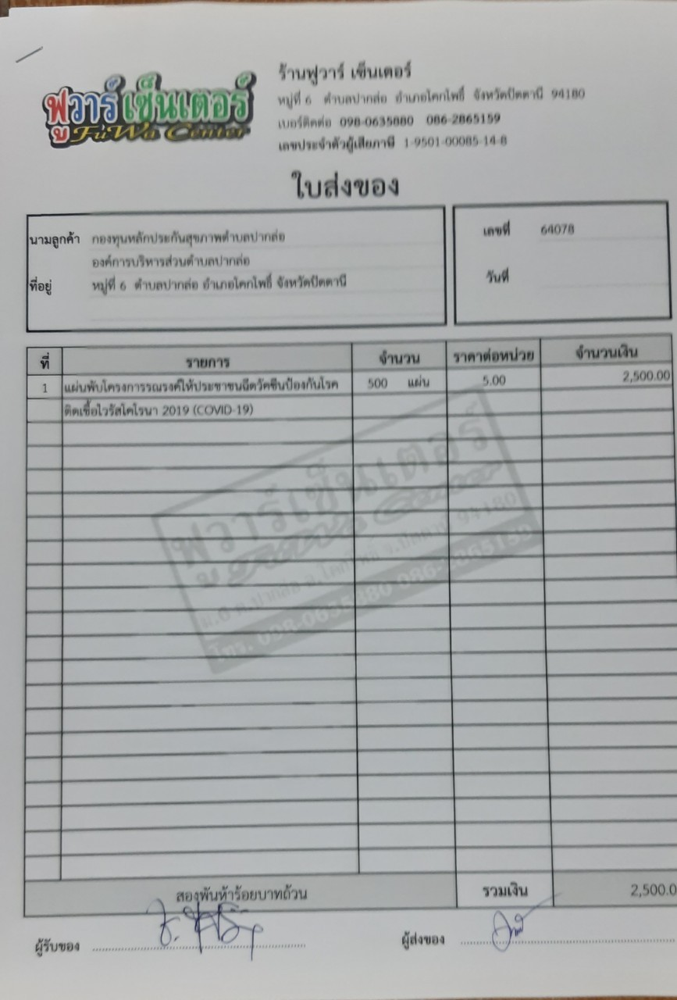 ฟูวาร์ เซ็นเตอร์
FuWa Center
ร้านฟูวาร์ เซ็นเตอร์
หมู่ที่ 6 ตำบลปากล่อ อำเภอโคกโพธิ์ จังหวัดปัตตานี 94180
เบอร์ติดต่อ 098-0635880 086-2865159
เลขประจำตัวผู้เสียภาษี 1-9501-00085-14-8
ใบส่งของ
นามลูกค้า กองทุนหลักประกันสุขภาพตำบลปากล่อ
องค์การบริหารส่วนตำบลปากล่อ
ที่อยู่ หมู่ที่ 6 ตำบลปากล่อ อำเภอโคกโพธิ์ จังหวัดปัตตานี
เลขที่ 64078
วันที่
ที่ รายการ จำนวน ราคาต่อหน่วย จำนวนเงิน
1 แผ่นพับโครงการรณรงค์ให้ประชาชนฉีดวัคซีนป้องกันโรค 500 แผ่น 5.00 2,500.00
ติดเชื้อไวรัสโคโรนา 2019 (COVID-19)
ฟูวาร์เซ็นเตอร์
FuWa Center
ม.6 ต.ปากล่อ อ.โคกโพธิ์ จ.ปัตตานี 94180
โทร. 098-0635880 086-2865159
สองพันห้าร้อยบาทถ้วน รวมเงิน 2,500.0
ผู้รับของ ผู้ส่งของ